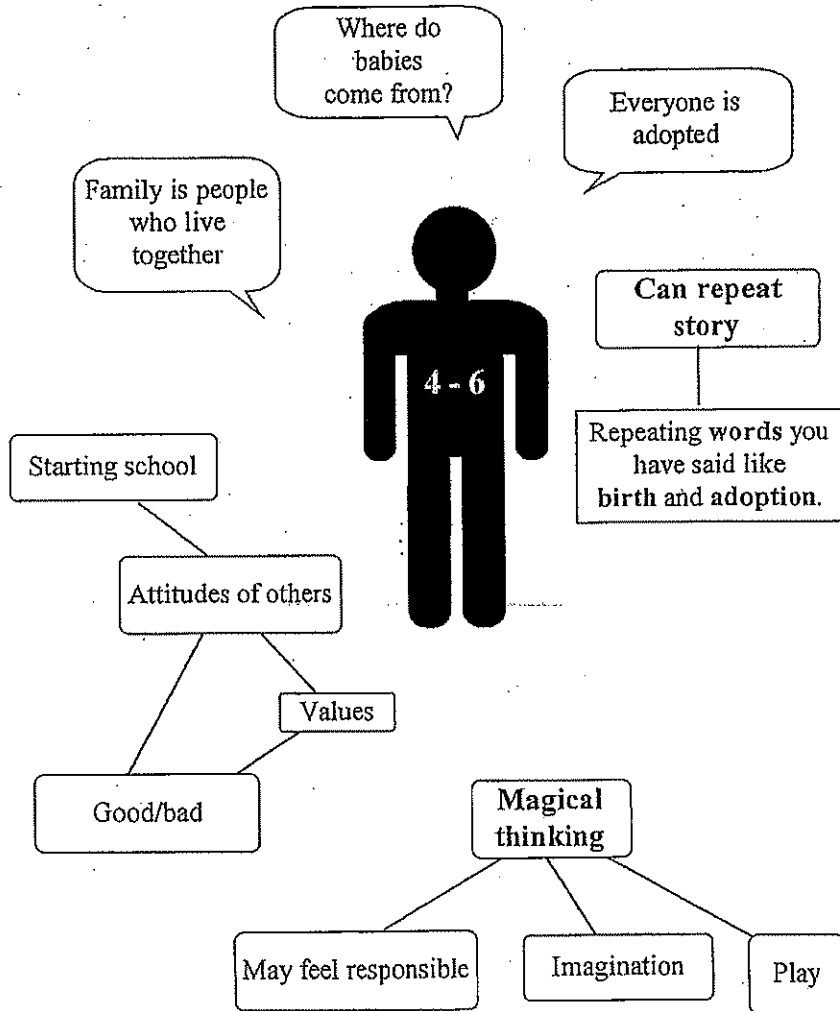 Where do
babies
come from?
Everyone is
adopted
Family is people
who live
together
Can repeat
story
4 - 6
Repeating words you
have said like
birth and adoption.
Starting school
Attitudes of others
Values
Good/bad
Magical
thinking
May feel responsible
Imagination
Play